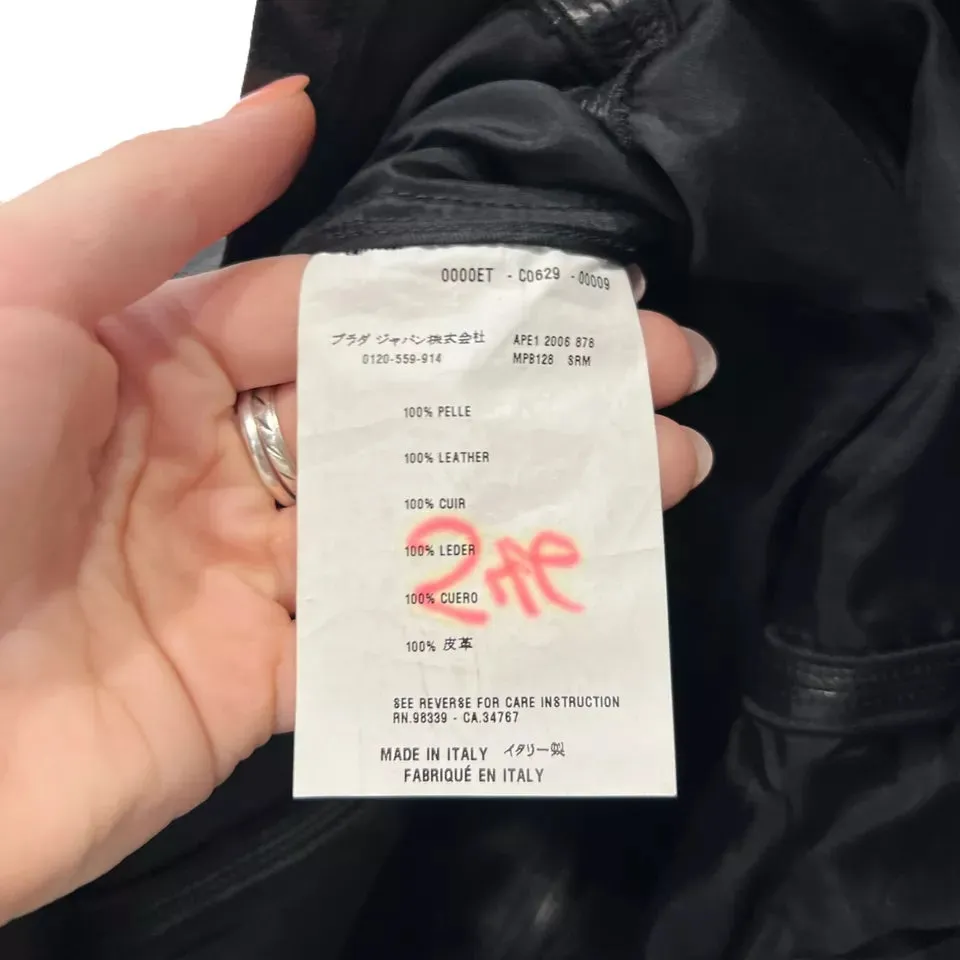 0000ET - C0629 - 00009
プラダ ジャパン株式会社
0120-559-914
APE1 2006 878
MPB128 SRM
100% PELLE
100% LEATHER
100% CUIR
100% LEDER
100% CUERO
100% 皮革
SEE REVERSE FOR CARE INSTRUCTION
RN.98339 - CA.34767
MADE IN ITALY イタリー製
FABRIQUÉ EN ITALY